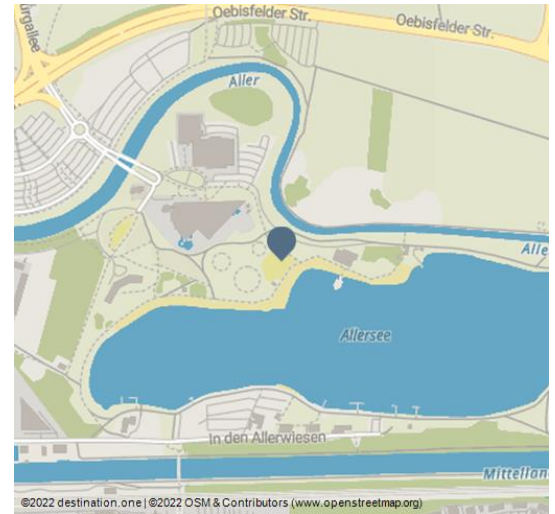 Oebisfelder Str.
Oebisfelder Str.
urgallee
Aller
Aller
Allersee
In den Allerwiesen
Mittellan
©2022 destination.one | ©2022 OSM & Contributors (www.openstreetmap.org)